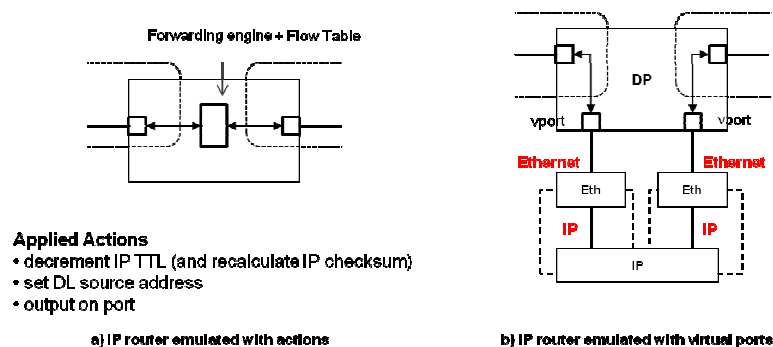 Forwarding engine + Flow Table
Applied Actions
• decrement IP TTL (and recalculate IP checksum)
• set DL source address
• output on port
a) IP router emulated with actions
DP
vport
vport
Ethernet
Ethernet
Eth
Eth
IP
IP
IP
b) IP router emulated with virtual ports